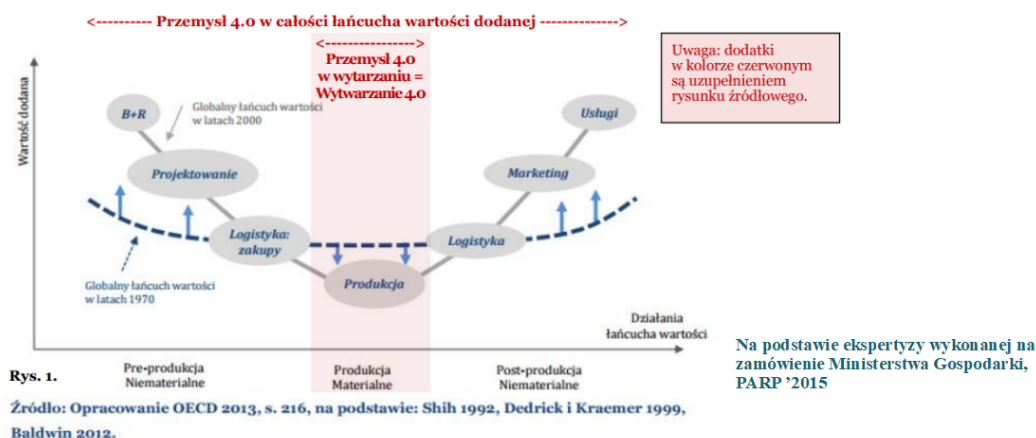 <---------- Przemysł 4.0 w całości łańcucha wartości dodanej -------------->
<---------------->
Przemysł 4.0
w wytarzaniu =
Wytwarzanie 4.0
Uwaga: dodatki
w kolorze czerwonym
są uzupełnieniem
rysunku źródłowego.
Wartość dodana
B+R
Globalny łańcuch wartości
w latach 2000
Usługi
Projektowanie
Marketing
Logistyka:
zakupy
Logistyka
Produkcja
Globalny łańcuch wartości
w latach 1970
Działania
łańcucha wartości
Rys. 1.
Pre-produkcja
Niematerialne
Produkcja
Materialne
Post-produkcja
Niematerialne
Na podstawie ekspertyzy wykonanej na
zamówienie Ministerstwa Gospodarki,
PARP ’2015
Źródło: Opracowanie OECD 2013, s. 216, na podstawie: Shih 1992, Dedrick i Kraemer 1999,
Baldwin 2012.